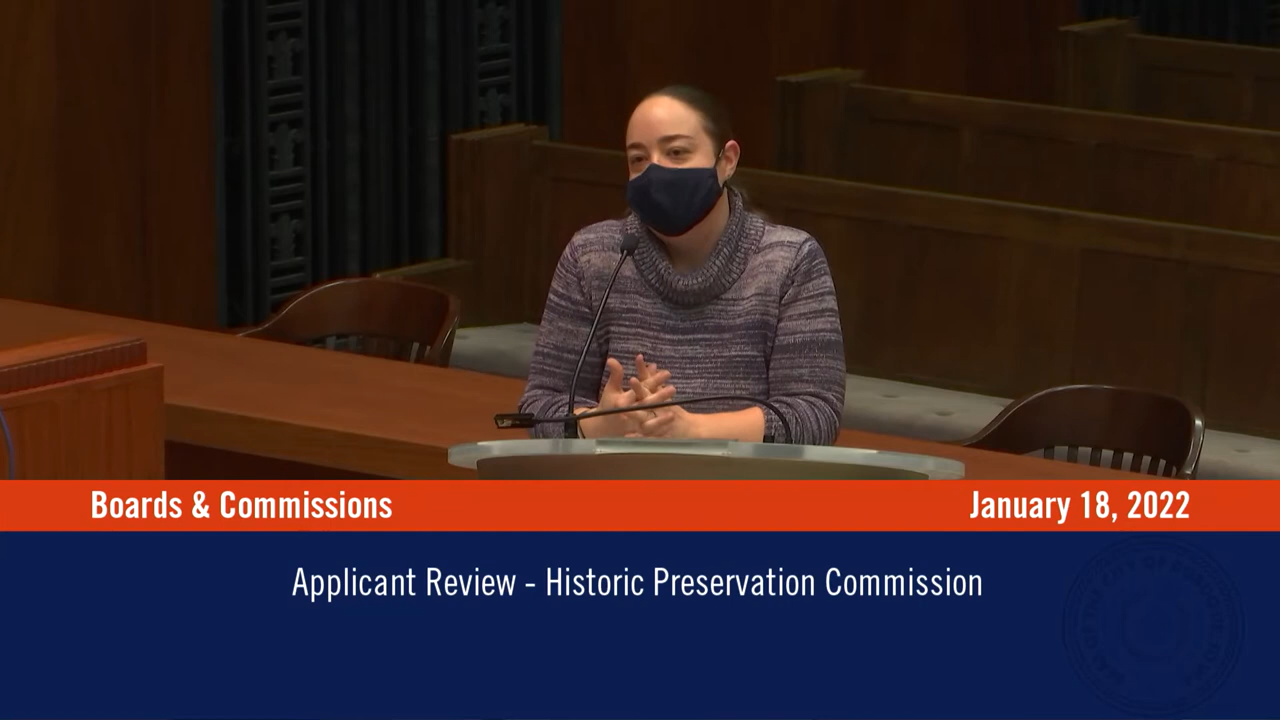 Boards & Commissions
January 18, 2022
Applicant Review - Historic Preservation Commission